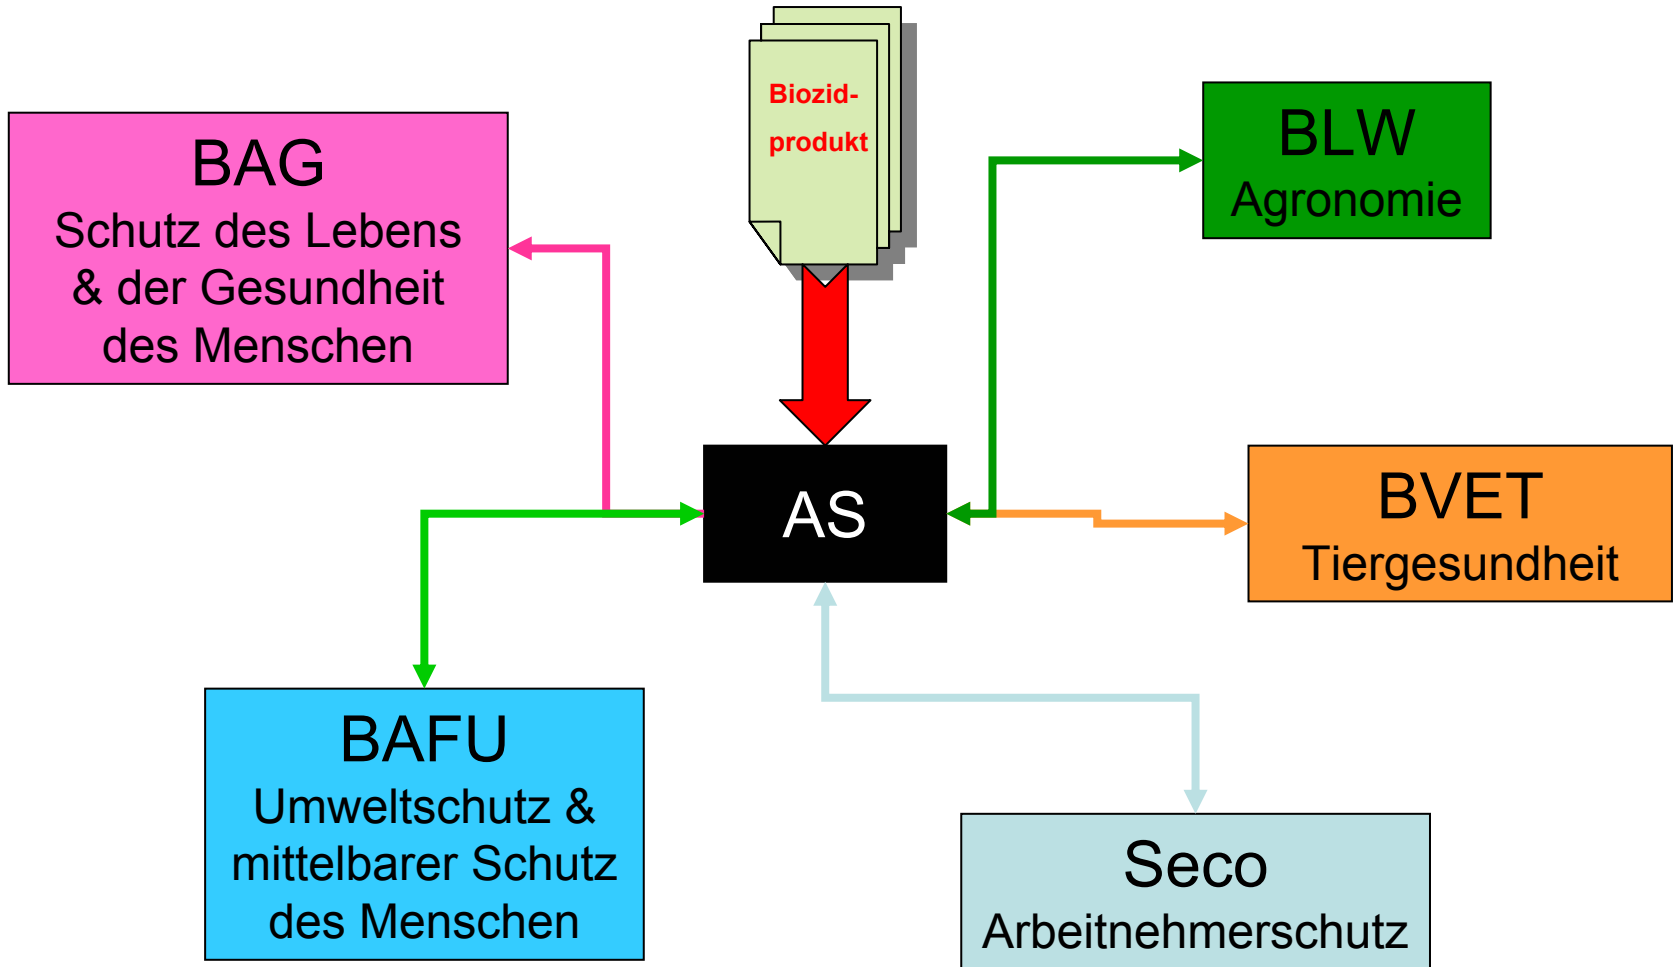 Biozid-
produkt
BAG
Schutz des Lebens
& der Gesundheit
des Menschen
BLW
Agronomie
AS
BVET
Tiergesundheit
BAFU
Umweltschutz &
mittelbarer Schutz
des Menschen
Seco
Arbeitnehmerschutz